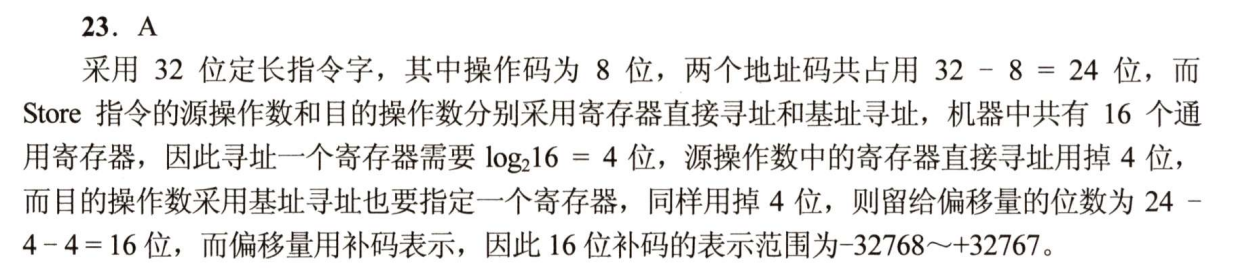 23．A
采用 32 位定长指令字，其中操作码为 8 位，两个地址码共占用 32 − 8 = 24 位，而
Store 指令的源操作数和目的操作数分别采用寄存器直接寻址和基址寻址，机器中共有 16 个通
用寄存器，因此寻址一个寄存器需要 log₂16 = 4 位，源操作数中的寄存器直接寻址用掉 4 位，
而目的操作数采用基址寻址也要指定一个寄存器，同样用掉 4 位，则留给偏移量的位数为 24 −
4 − 4 = 16 位，而偏移量用补码表示，因此 16 位补码的表示范围为−32768～+32767。